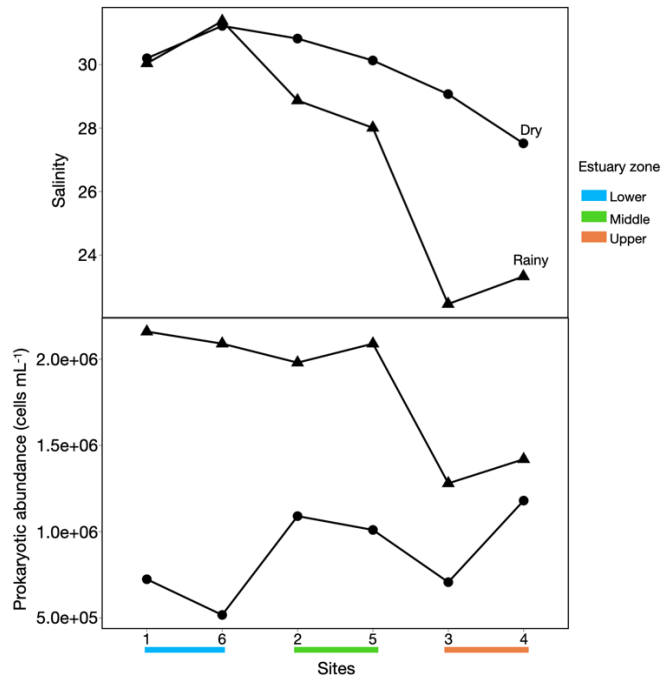 30
28
26
24
Salinity
Dry
Rainy
Estuary zone
Lower
Middle
Upper
2.0e+06
1.5e+06
1.0e+06
5.0e+05
Prokaryotic abundance (cells mL⁻¹)
1 6 2 5 3 4
Sites